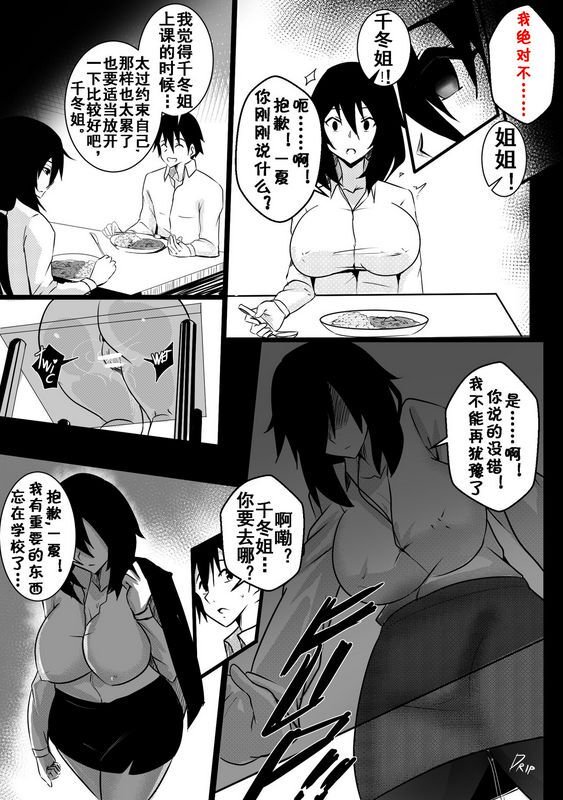 我绝对不……
姐姐！
千冬姐！！
呃……啊！
抱歉！一夏
你刚刚说什么？
我觉得千冬姐
上课的时候…
太过约束自己
那样也太累了
也要适当放开
一下比较好吧，
千冬姐。
TWIC
WET
是……啊！
你说的没错！
我不能再犹豫了
啊嘞？
千冬姐…
你要去哪？
抱歉，一夏！
我有重要的东西
忘在学校了…
DRIP